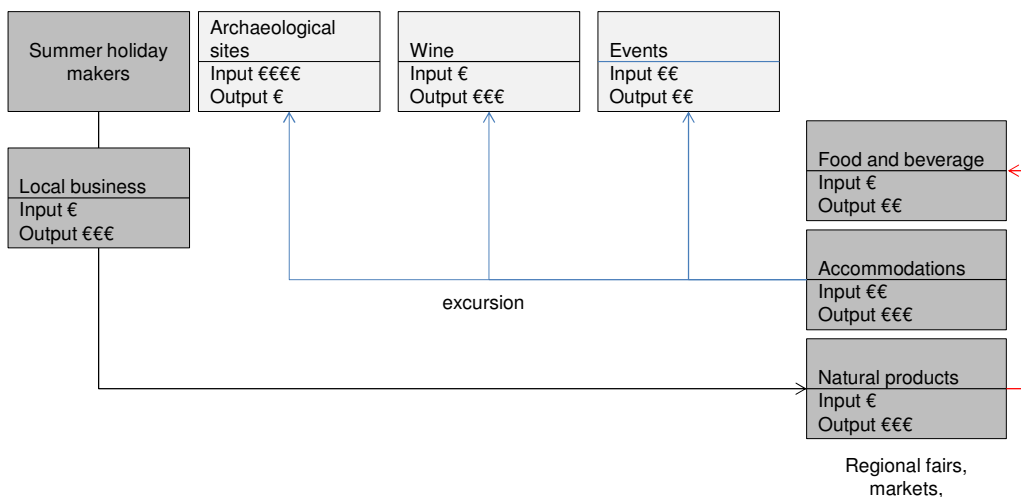 Summer holiday
makers
Archaeological
sites
Input €€€€
Output €
Wine
Input €
Output €€€
Events
Input €€
Output €€
Local business
Input €
Output €€€
Food and beverage
Input €
Output €€
Accommodations
Input €€
Output €€€
excursion
Natural products
Input €
Output €€€
Regional fairs,
markets,